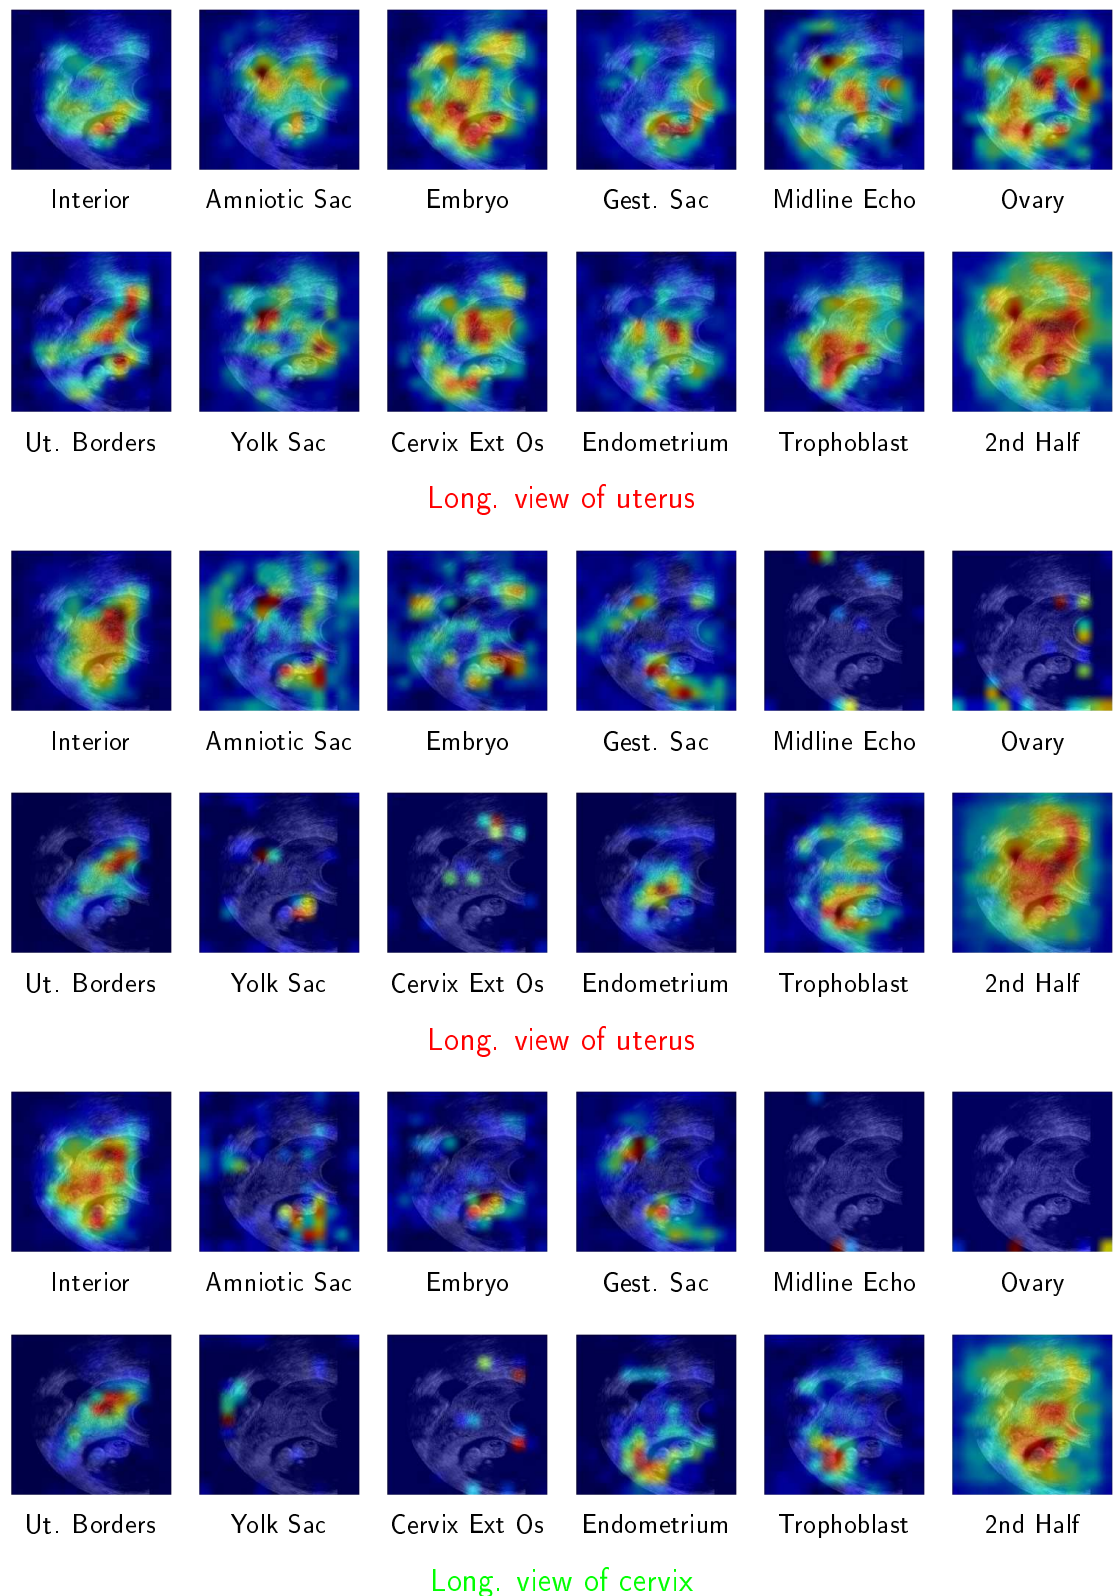 Interior Amniotic Sac Embryo Gest. Sac Midline Echo Ovary
Ut. Borders Yolk Sac Cervix Ext Os Endometrium Trophoblast 2nd Half
Long. view of uterus
Interior Amniotic Sac Embryo Gest. Sac Midline Echo Ovary
Ut. Borders Yolk Sac Cervix Ext Os Endometrium Trophoblast 2nd Half
Long. view of uterus
Interior Amniotic Sac Embryo Gest. Sac Midline Echo Ovary
Ut. Borders Yolk Sac Cervix Ext Os Endometrium Trophoblast 2nd Half
Long. view of cervix